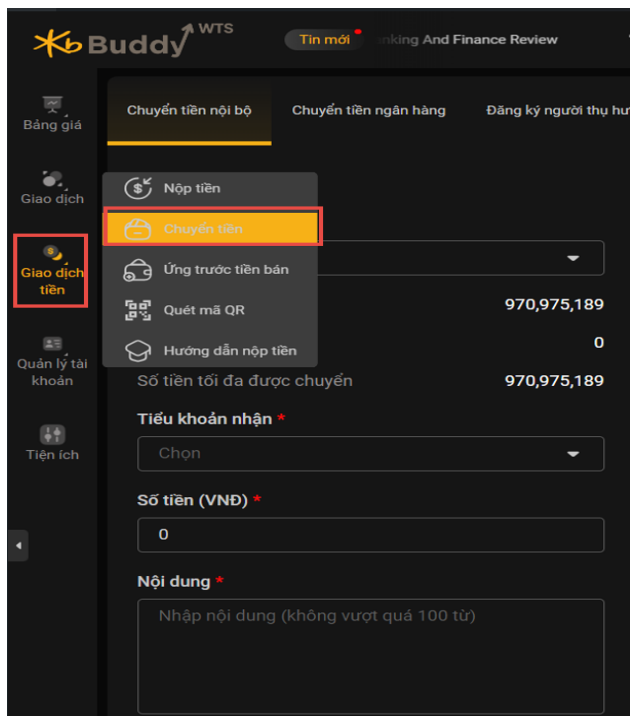 Kb Buddy WTS
Tin mới
nking And Finance Review
Bảng giá
Giao dịch
Giao dịch tiền
Quản lý tài khoản
Tiện ích
Chuyển tiền nội bộ
Chuyển tiền ngân hàng
Đăng ký người thụ hư
Nộp tiền
Chuyển tiền
Ứng trước tiền bán
Quét mã QR
Hướng dẫn nộp tiền
970,975,189
0
Số tiền tối đa được chuyển 970,975,189
Tiểu khoản nhận *
Chọn
Số tiền (VNĐ) *
0
Nội dung *
Nhập nội dung (không vượt quá 100 từ)